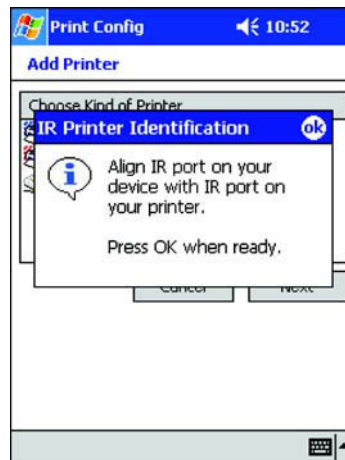 Print Config 10:52
Add Printer
Choose Kind of Printer
IR Printer Identification ok
Align IR port on your
device with IR port on
your printer.
Press OK when ready.
Cancel Next